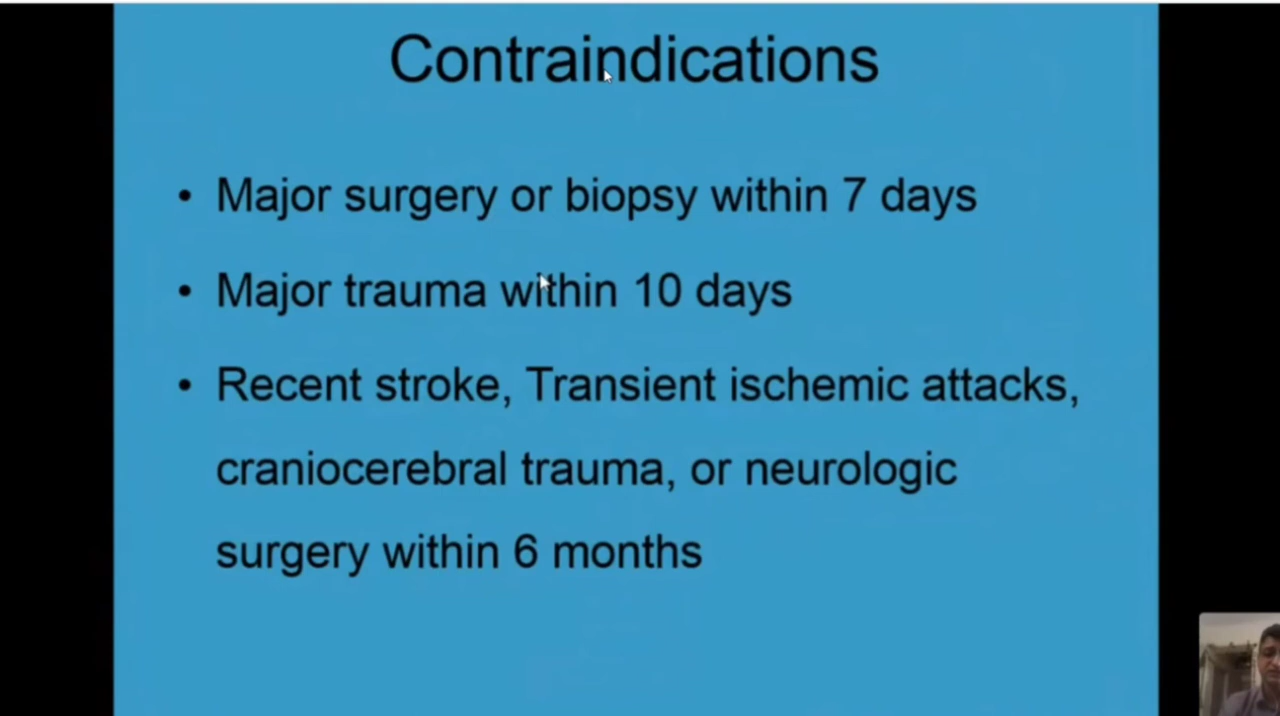 Contraindications
• Major surgery or biopsy within 7 days
• Major trauma within 10 days
• Recent stroke, Transient ischemic attacks,
craniocerebral trauma, or neurologic
surgery within 6 months